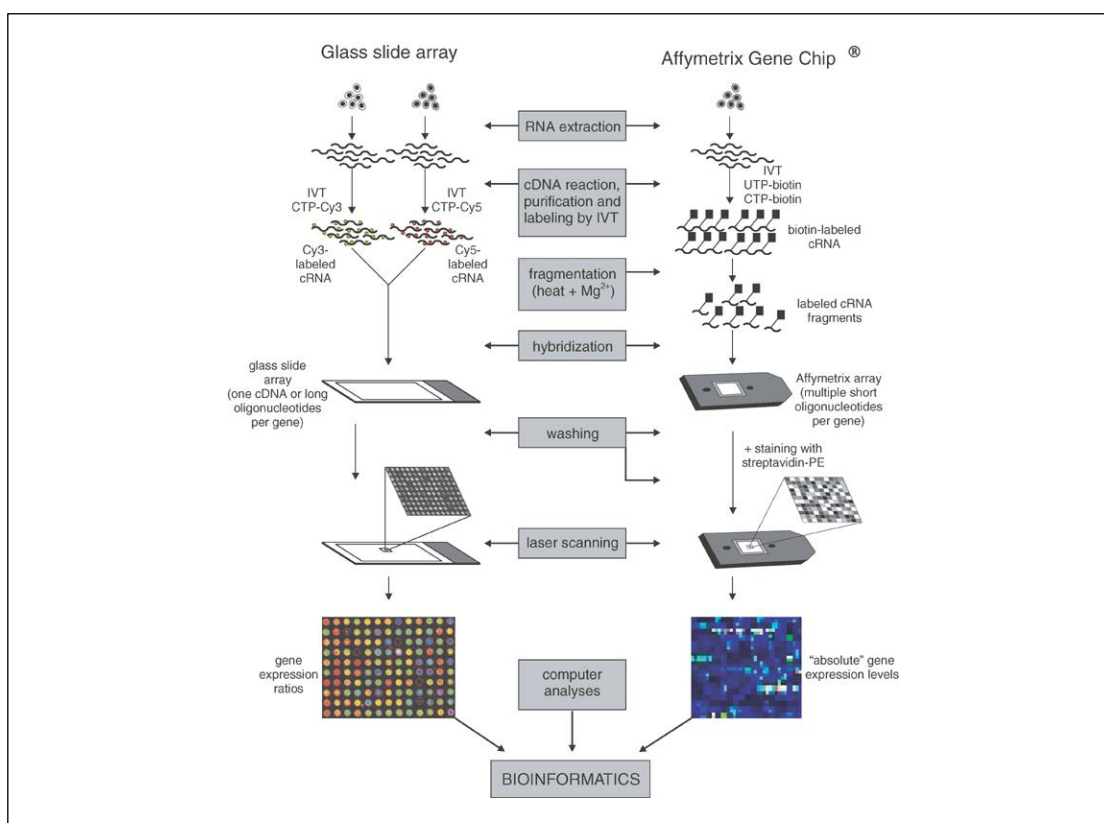 Glass slide array
Affymetrix Gene Chip ®
RNA extraction
IVT
CTP-Cy3
IVT
CTP-Cy5
cDNA reaction,
purification and
labeling by IVT
IVT
UTP-biotin
CTP-biotin
Cy3-
labeled
cRNA
Cy5-
labeled
cRNA
biotin-labeled
cRNA
fragmentation
(heat + Mg²⁺)
labeled cRNA
fragments
hybridization
glass slide
array
(one cDNA or long
oligonucleotides
per gene)
Affymetrix array
(multiple short
oligonucleotides
per gene)
washing
+ staining with
streptavidin-PE
laser scanning
gene
expression
ratios
computer
analyses
"absolute" gene
expression levels
BIOINFORMATICS